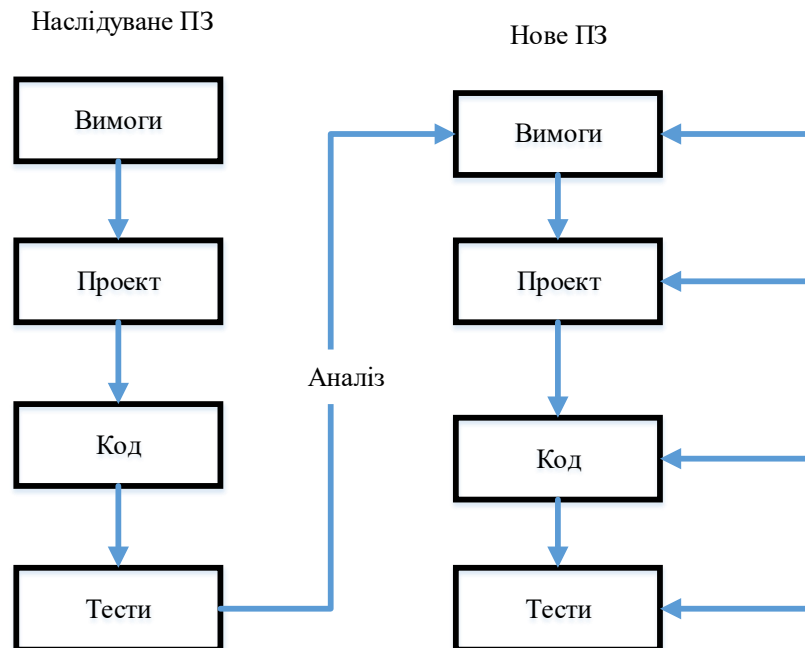 Наслідуване ПЗ
Вимоги
Проект
Код
Тести
Аналіз
Нове ПЗ
Вимоги
Проект
Код
Тести